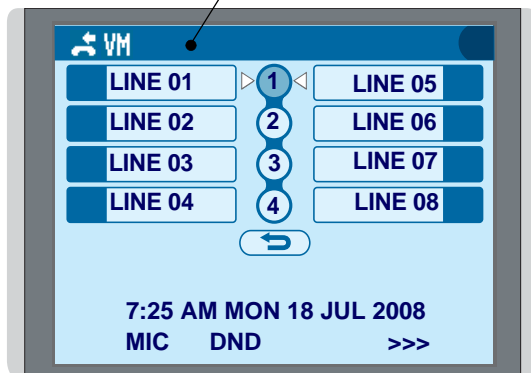 VM
LINE 01 1 LINE 05
LINE 02 2 LINE 06
LINE 03 3 LINE 07
LINE 04 4 LINE 08
7:25 AM MON 18 JUL 2008
MIC DND >>>